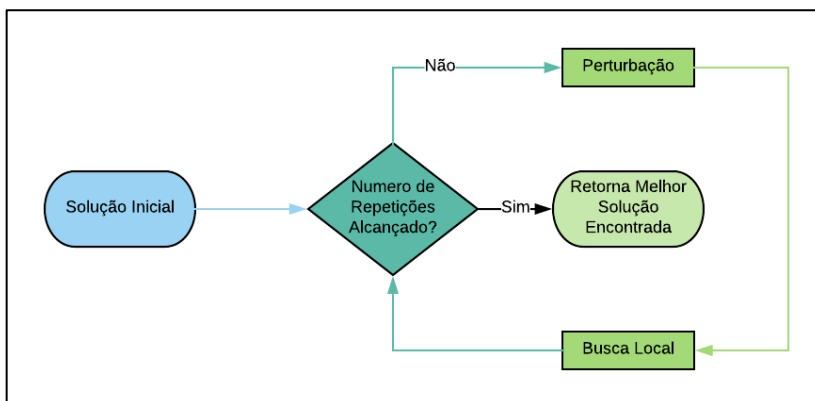 Não
Perturbação
Solução Inicial
Numero de
Repetições
Alcançado?
Sim
Retorna Melhor
Solução
Encontrada
Busca Local